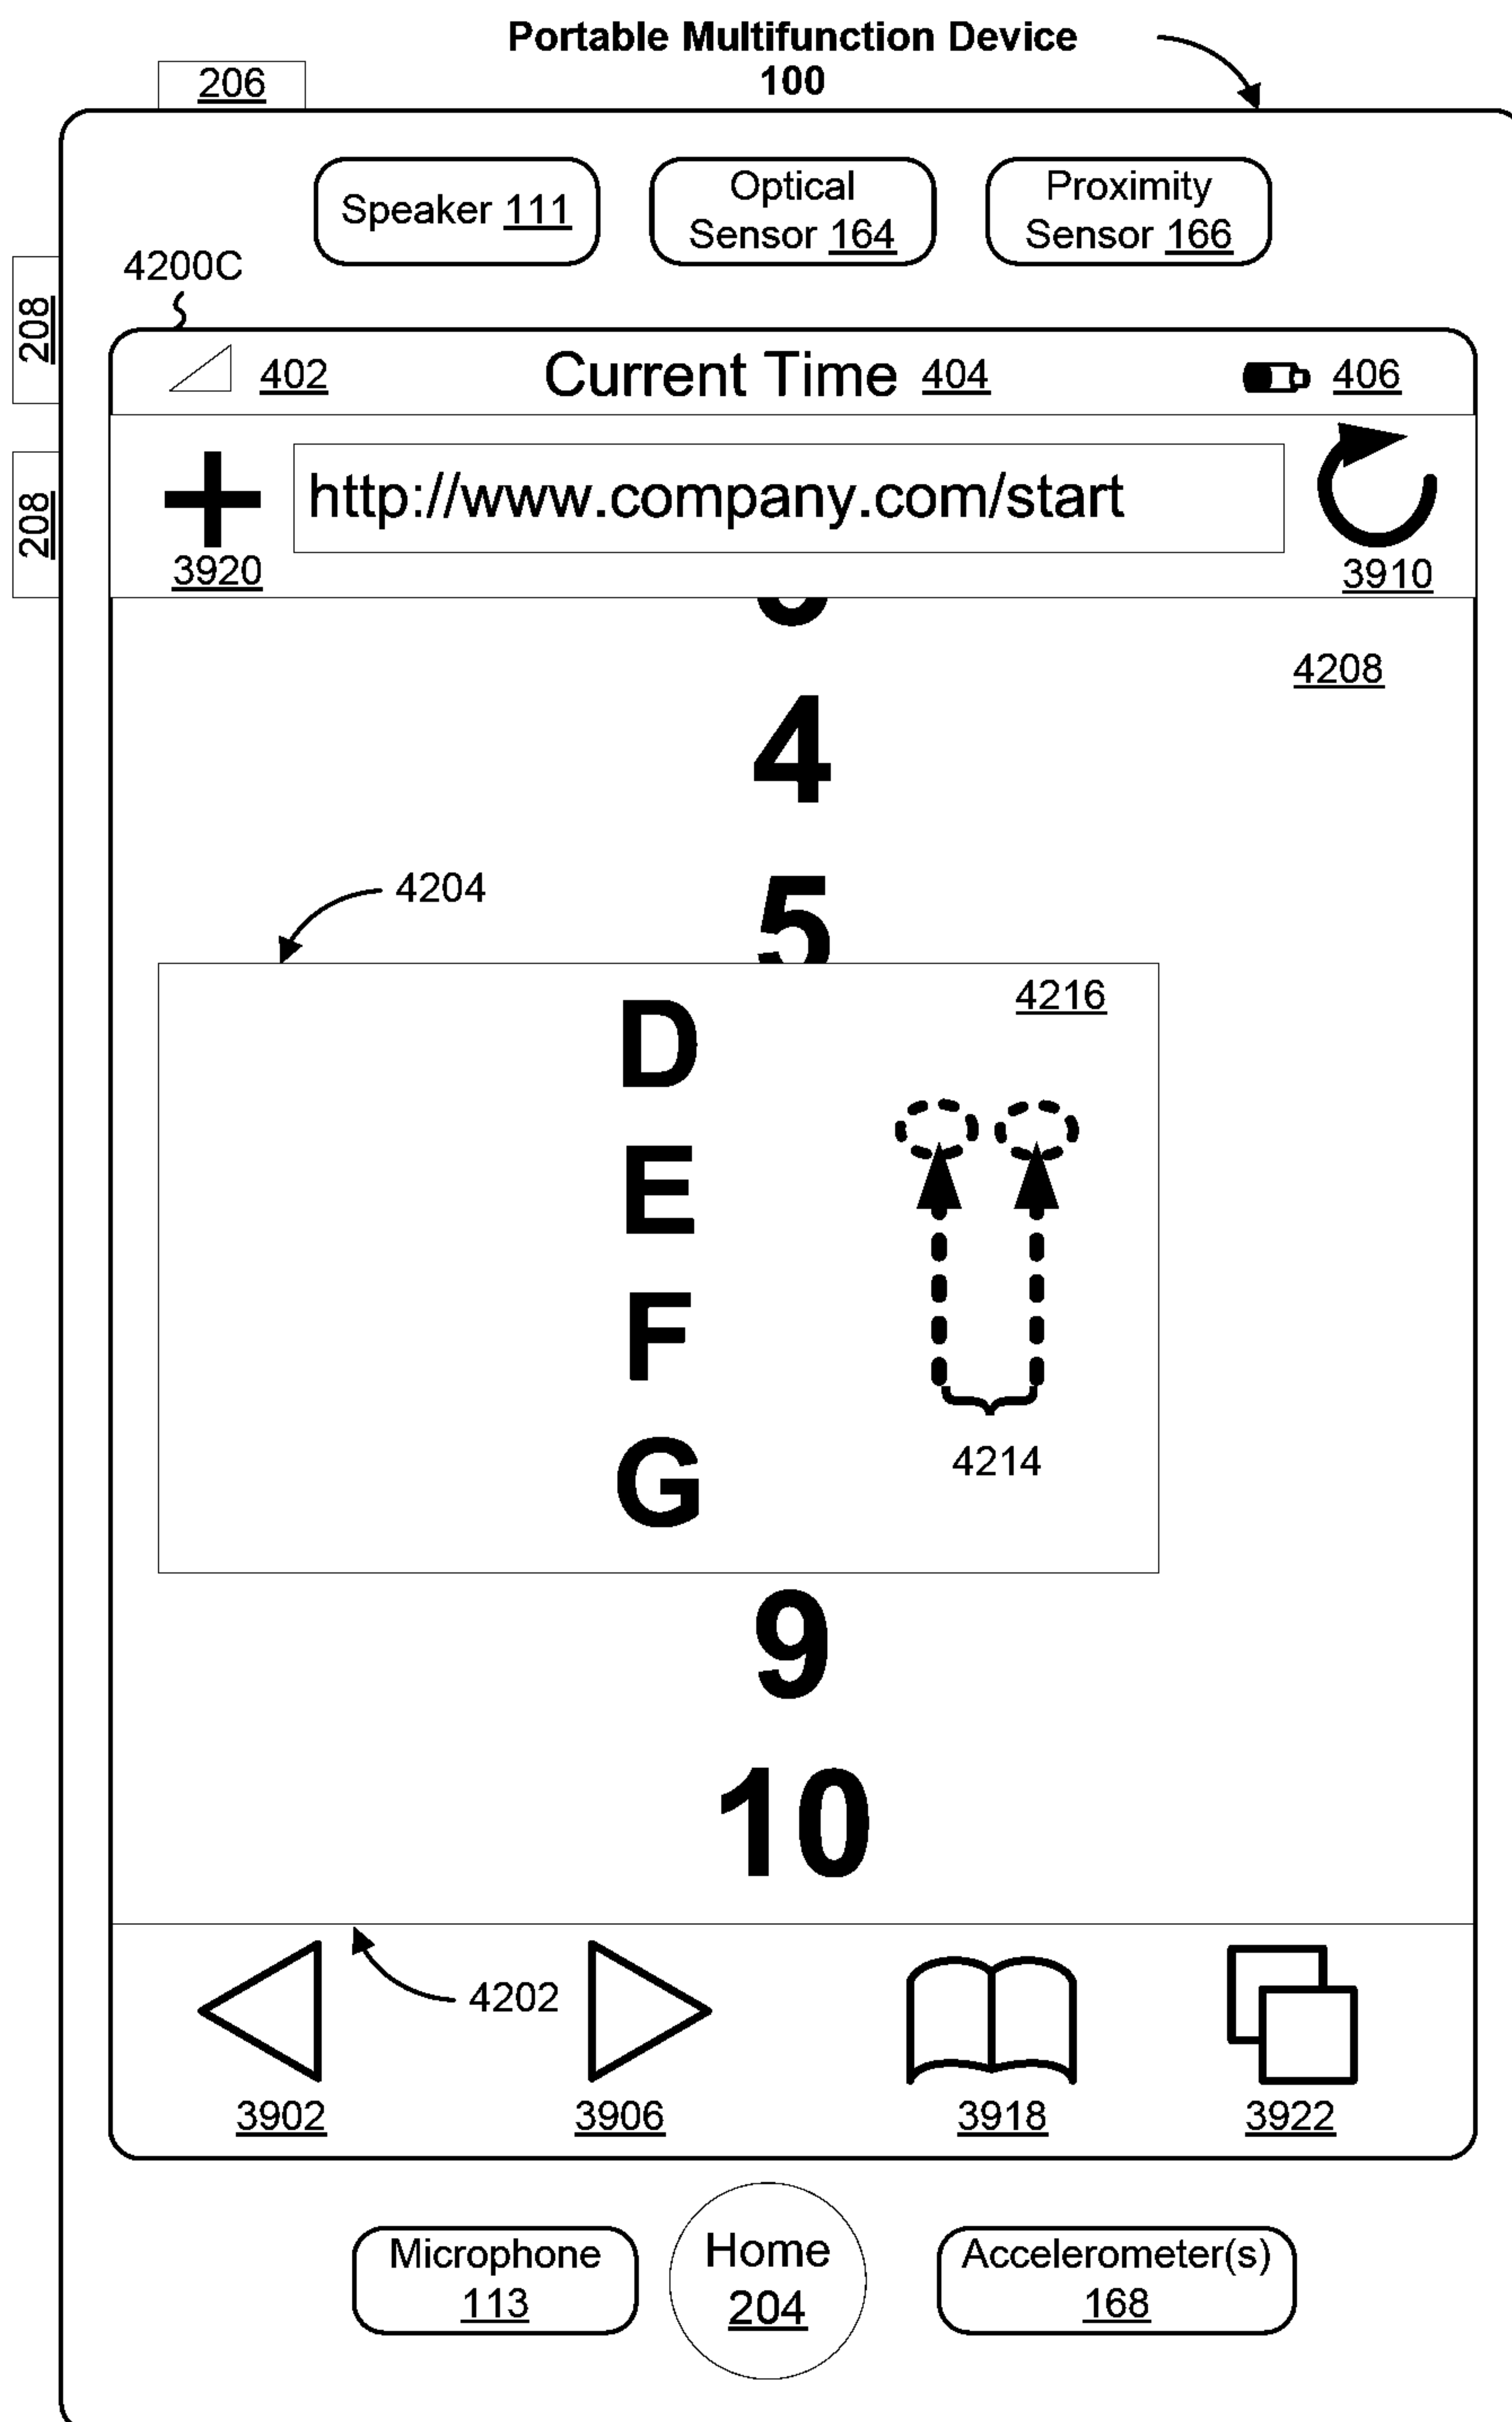 Portable Multifunction Device
100
206
Speaker 111
Optical
Sensor 164
Proximity
Sensor 166
4200C
208
208
402
Current Time 404
406
http://www.company.com/start
3920
3910
4208
4
4204
5
4216
D
E
F
G
4214
9
10
4202
3902
3906
3918
3922
Microphone
113
Home
204
Accelerometer(s)
168